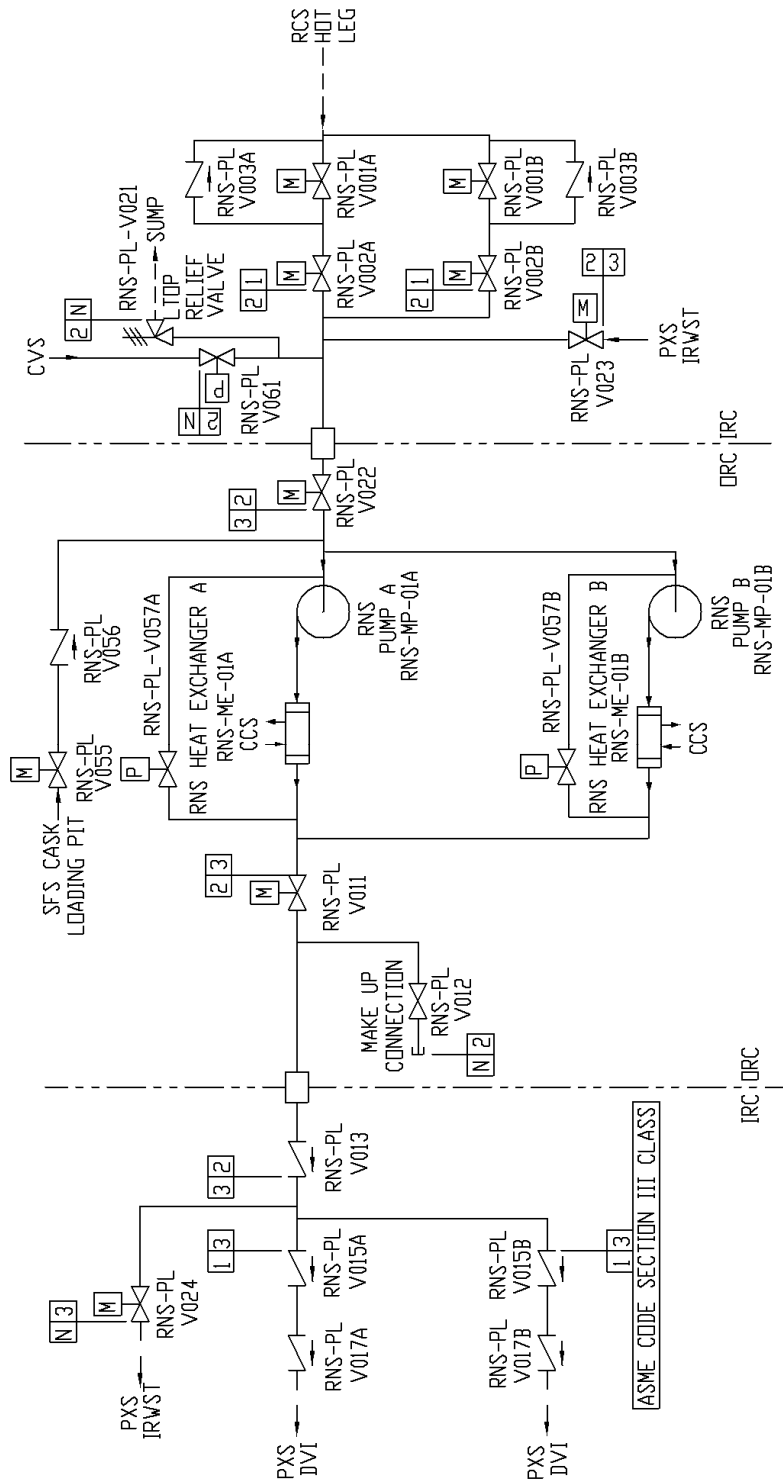 RCS
HOT
LEG
RNS-PL
V003A
M
RNS-PL
V001A
M
RNS-PL
V001B
RNS-PL
V003B
RNS-PL-V021
SUMP
LTOP
RELIEF
VALVE
2 N
2 1
M
RNS-PL
V002A
2 1
M
RNS-PL
V002B
2 3
M
RNS-PL
V023
PXS
IRWST
CVS
N 2
P
RNS-PL
V061
ORC IRC
3 2
M
RNS-PL
V022
RNS-PL
V056
M
RNS-PL
V055
SFS CASK
LOADING PIT
RNS-PL-V057A
P
RNS HEAT EXCHANGER A
RNS-ME-01A
CCS
RNS
PUMP A
RNS-MP-01A
RNS-PL-V057B
P
RNS HEAT EXCHANGER B
RNS-ME-01B
CCS
RNS
PUMP B
RNS-MP-01B
2 3
M
RNS-PL
V011
MAKE UP
CONNECTION
RNS-PL
V012
N 2
IRC ORC
3 2
RNS-PL
V013
N 3
M
RNS-PL
V024
PXS
IRWST
1 3
RNS-PL
V015A
RNS-PL
V017A
PXS
DVI
RNS-PL
V015B
RNS-PL
V017B
PXS
DVI
1 3
ASME CODE SECTION III CLASS